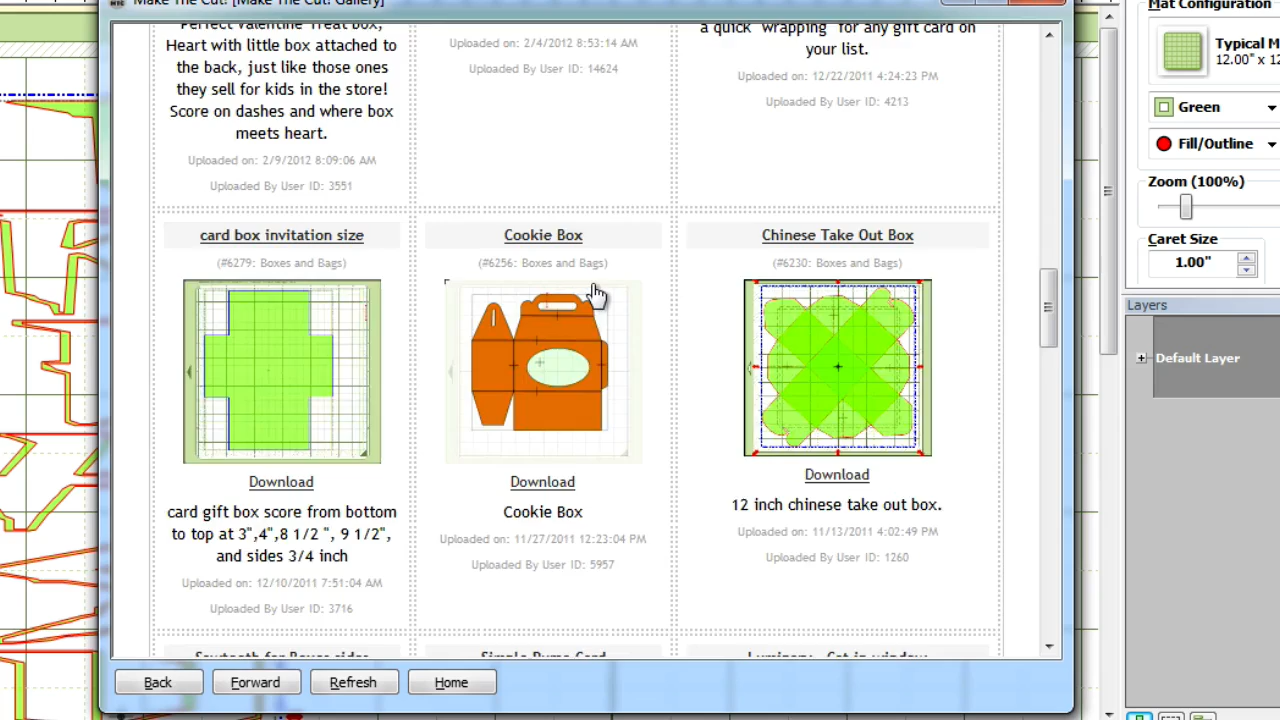 Make The Cut! [Make The Cut! Gallery]
Perfect Valentine Treat box,
Heart with little box attached to
the back, just like those ones
they sell for kids in the store!
Score on dashes and where box
meets heart.
Uploaded on: 2/9/2012 8:09:06 AM
Uploaded By User ID: 3551
Uploaded on: 2/4/2012 8:53:14 AM
Uploaded By User ID: 14624
a quick "wrapping" for any gift card on
your list.
Uploaded on: 12/22/2011 4:24:23 PM
Uploaded By User ID: 4213
card box invitation size
(#6279: Boxes and Bags)
Download
card gift box score from bottom
to top at 3",4",8 1/2 ", 9 1/2",
and sides 3/4 inch
Uploaded on: 12/10/2011 7:51:04 AM
Uploaded By User ID: 3716
Cookie Box
(#6256: Boxes and Bags)
Download
Cookie Box
Uploaded on: 11/27/2011 12:23:04 PM
Uploaded By User ID: 5957
Chinese Take Out Box
(#6230: Boxes and Bags)
Download
12 inch chinese take out box.
Uploaded on: 11/13/2011 4:02:49 PM
Uploaded By User ID: 1260
Sawtooth for Boxes sides
Back
Forward
Refresh
Home
Mat Configuration
Typical M
12.00" x 12
Green
Fill/Outline
Zoom (100%)
Caret Size
1.00"
Layers
Default Layer